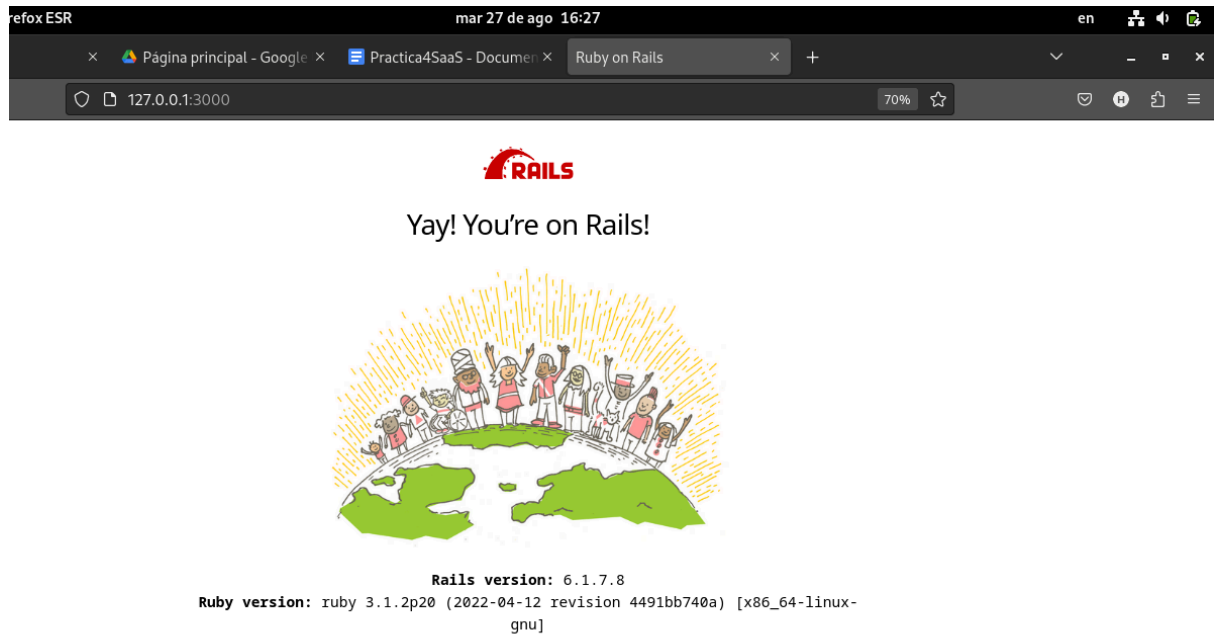 refox ESR mar 27 de ago 16:27 en
Página principal - Google Practica4SaaS - Documen Ruby on Rails
127.0.0.1:3000 70% H
RAILS
Yay! You’re on Rails!
Rails version: 6.1.7.8
Ruby version: ruby 3.1.2p20 (2022-04-12 revision 4491bb740a) [x86_64-linux-
gnu]